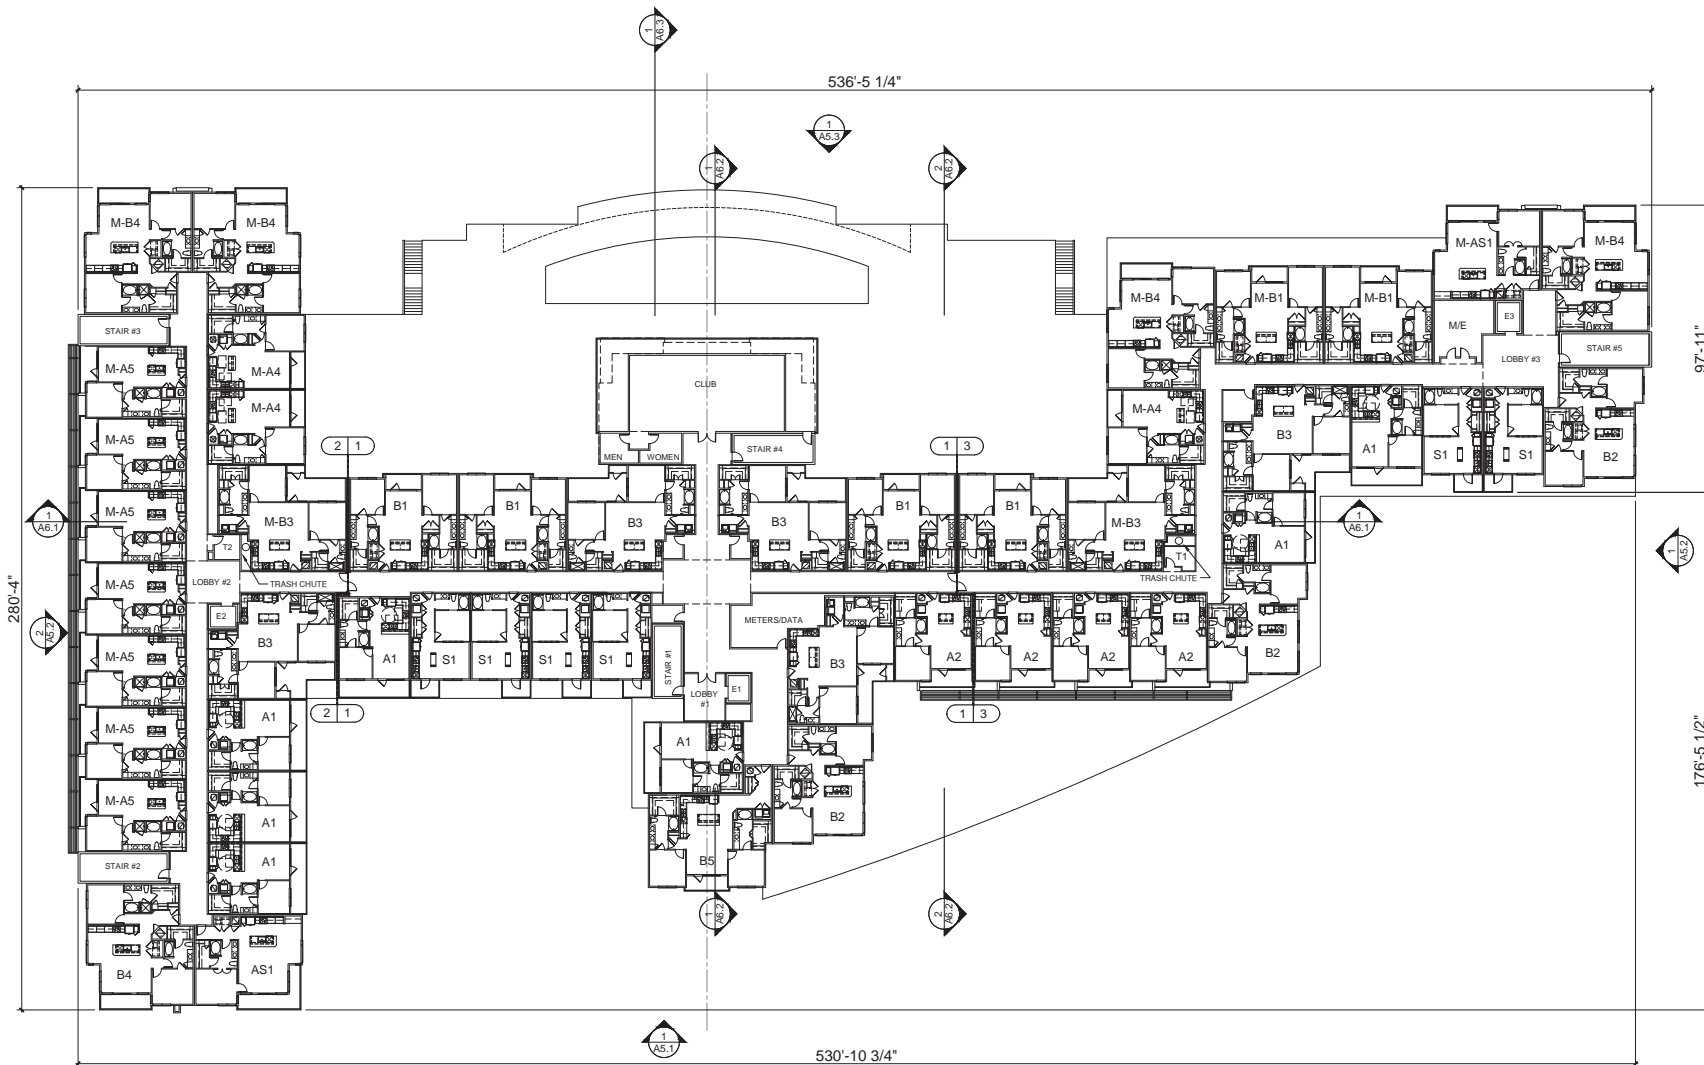 1
A6.3
536'-5 1/4"
1
A5.3
1
A6.2
2
A6.2
M-B4
M-B4
M-AS1
M-B4
M-B4
M-B1
M-B1
M/E
E3
LOBBY #3
STAIR #5
STAIR #3
M-A5
M-A4
CLUB
97'-11"
M-A4
M-A4
M-A5
MEN
WOMEN
STAIR #4
2 1
1 3
B3
A1
S1
S1
B2
M-A5
M-B3
B1
B1
B3
B3
B1
B1
M-B3
1
A6.1
1
A6.1
A1
1
A5.2
T2
T1
TRASH CHUTE
TRASH CHUTE
LOBBY #2
M-A5
280'-4"
E2
2
A5.2
METERS/DATA
B3
A1
S1
S1
S1
S1
STAIR #1
B3
A2
A2
A2
A2
B2
M-A5
LOBBY
#1
E1
2 1
1 3
A1
M-A5
A1
176'-5 1/2"
M-A5
A1
B2
STAIR #2
A1
B5
1
A6.2
2
A6.2
B4
AS1
1
A5.1
530'-10 3/4"